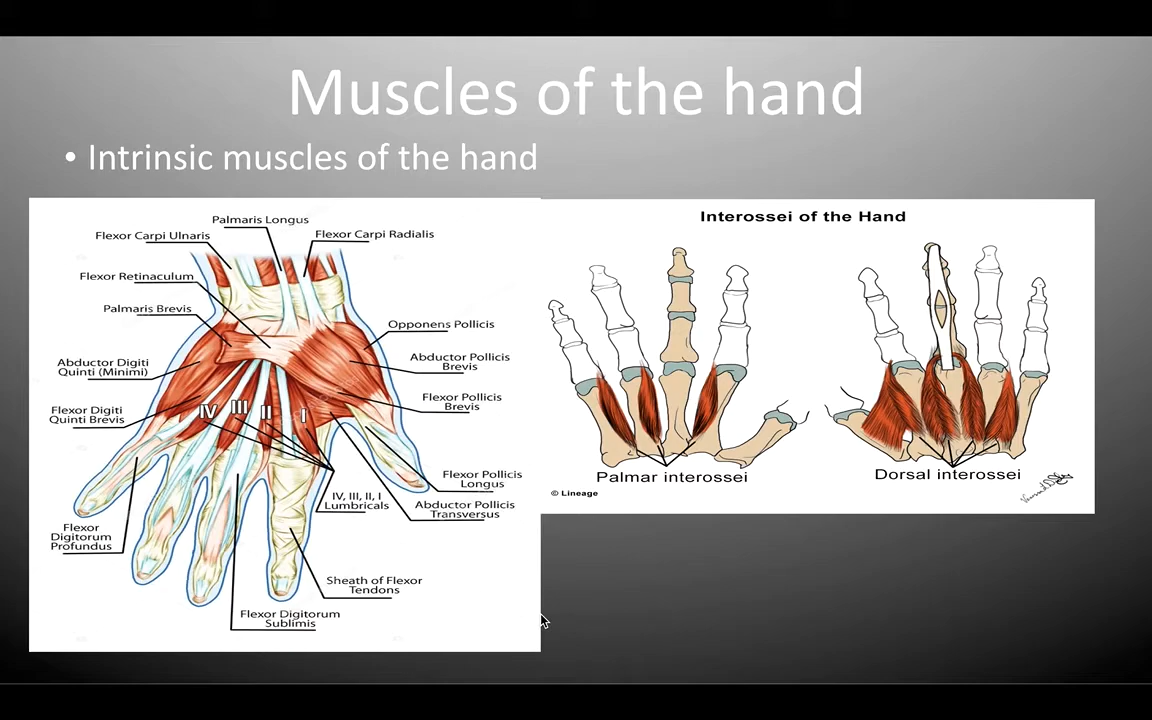 Muscles of the hand
• Intrinsic muscles of the hand
Palmaris Longus
Flexor Carpi Ulnaris
Flexor Carpi Radialis
Flexor Retinaculum
Palmaris Brevis
Opponens Pollicis
Abductor Digiti
Quinti (Minimi)
Abductor Pollicis
Brevis
Flexor Digiti
Quinti Brevis
Flexor Pollicis
Brevis
IV III II I
Flexor Pollicis
Longus
IV, III, II, I
Lumbricals
Abductor Pollicis
Transversus
Flexor
Digitorum
Profundus
Sheath of Flexor
Tendons
Flexor Digitorum
Sublimis
Interossei of the Hand
Palmar interossei
Dorsal interossei
© Lineage